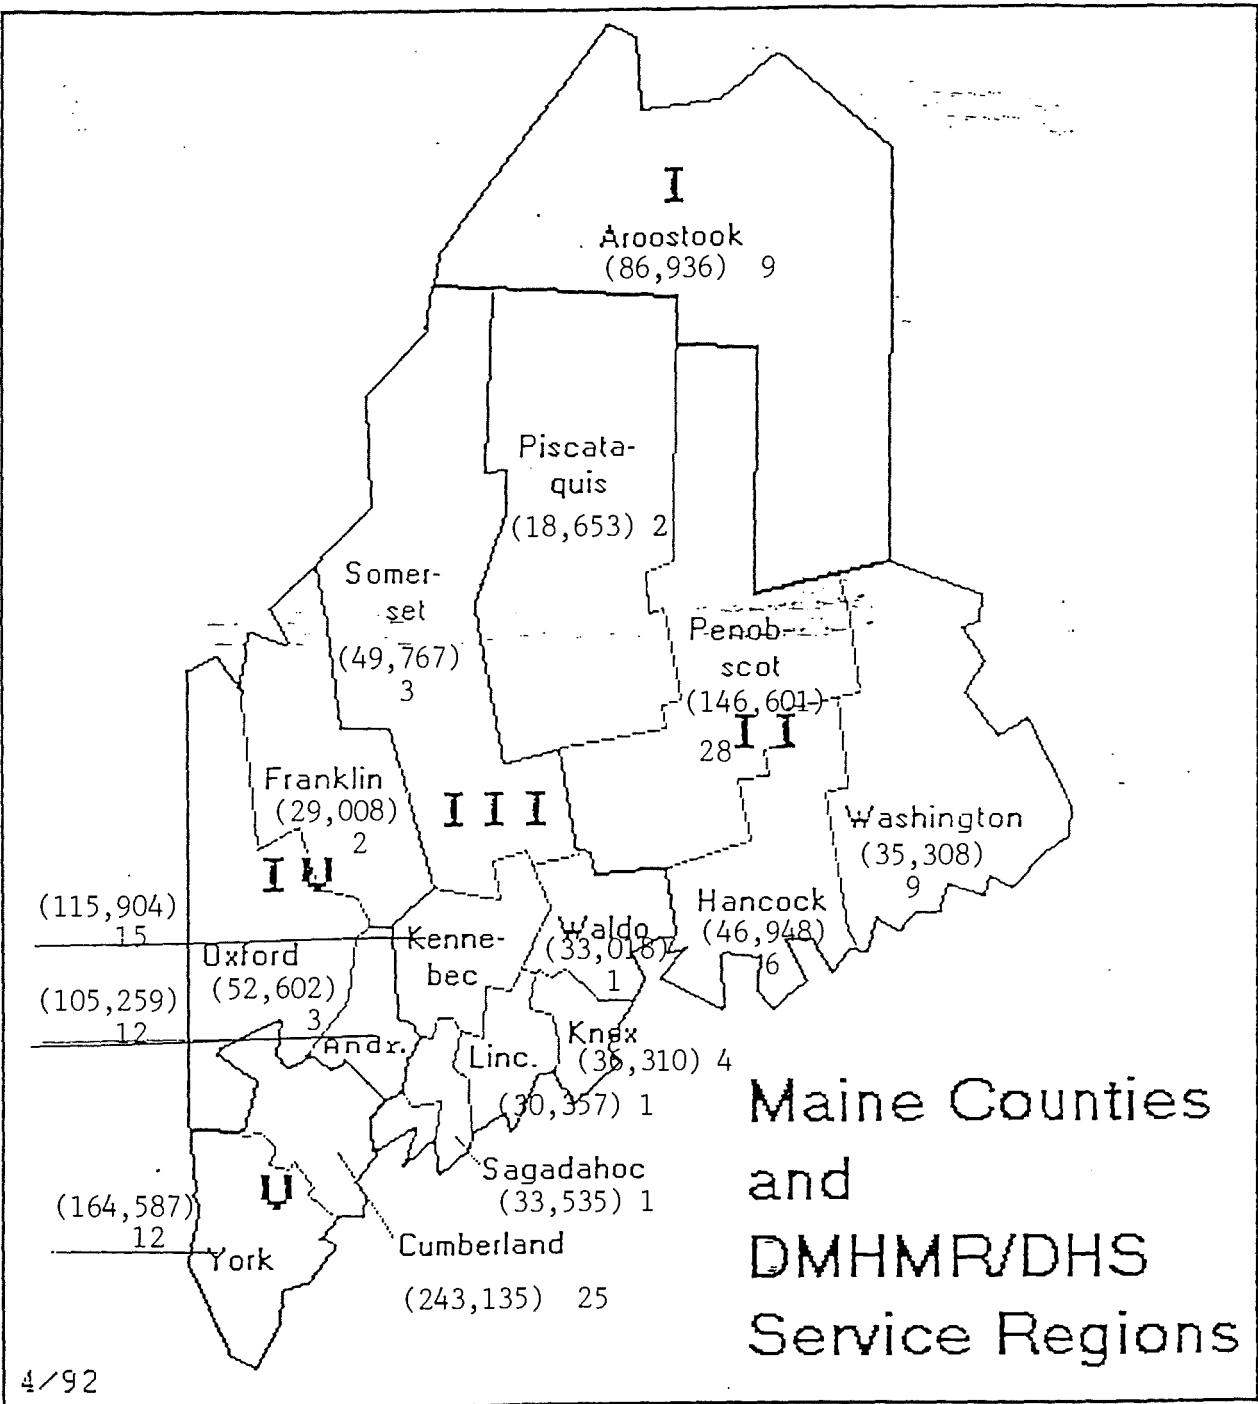 I
Aroostook
(86,936) 9
Piscata-
quis
(18,653) 2
Somer-
set
(49,767)
3
Penob-
scot
(146,601)
28 II
Franklin
(29,008)
2
III
IV
Washington
(35,308)
9
Hancock
(46,948)
6
Waldo
(33,018)
1
(115,904)
15
Kenne-
bec
Oxford
(52,602)
3
(105,259)
12
Andr.
Linc.
(30,357) 1
Knox
(36,310) 4
Sagadahoc
(33,535) 1
V
(164,587)
12
York
Cumberland
(243,135) 25
Maine Counties
and
DMHMR/DHS
Service Regions
4/92